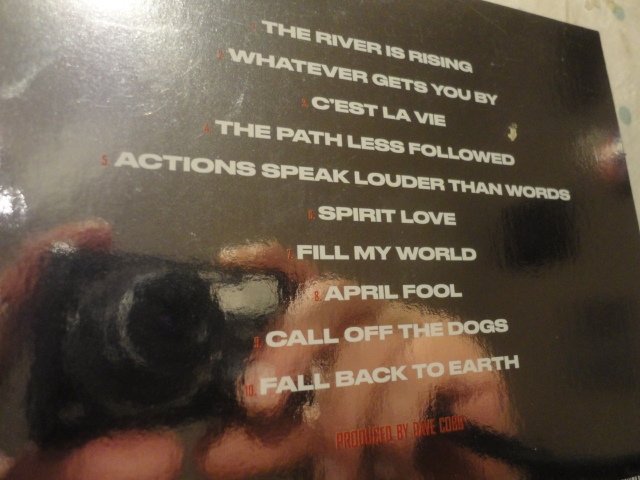 1. THE RIVER IS RISING
2. WHATEVER GETS YOU BY
3. C'EST LA VIE
4. THE PATH LESS FOLLOWED
5. ACTIONS SPEAK LOUDER THAN WORDS
6. SPIRIT LOVE
7. FILL MY WORLD
8. APRIL FOOL
9. CALL OFF THE DOGS
10. FALL BACK TO EARTH
PRODUCED BY DAVE COBB